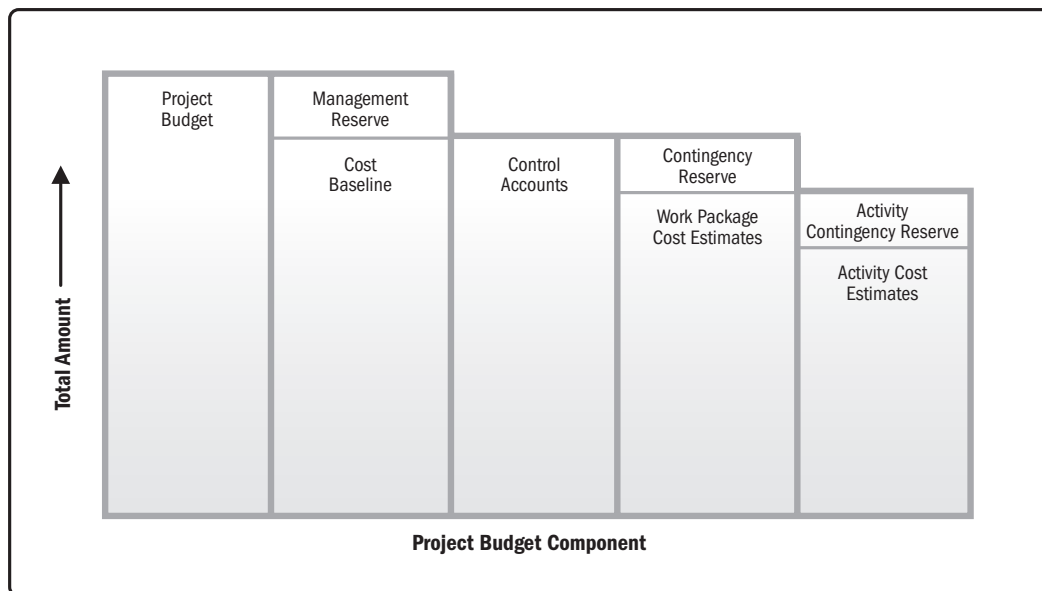 Project
Budget
Management
Reserve
Cost
Baseline
Control
Accounts
Contingency
Reserve
Work Package
Cost Estimates
Activity
Contingency Reserve
Activity Cost
Estimates
Total Amount
Project Budget Component